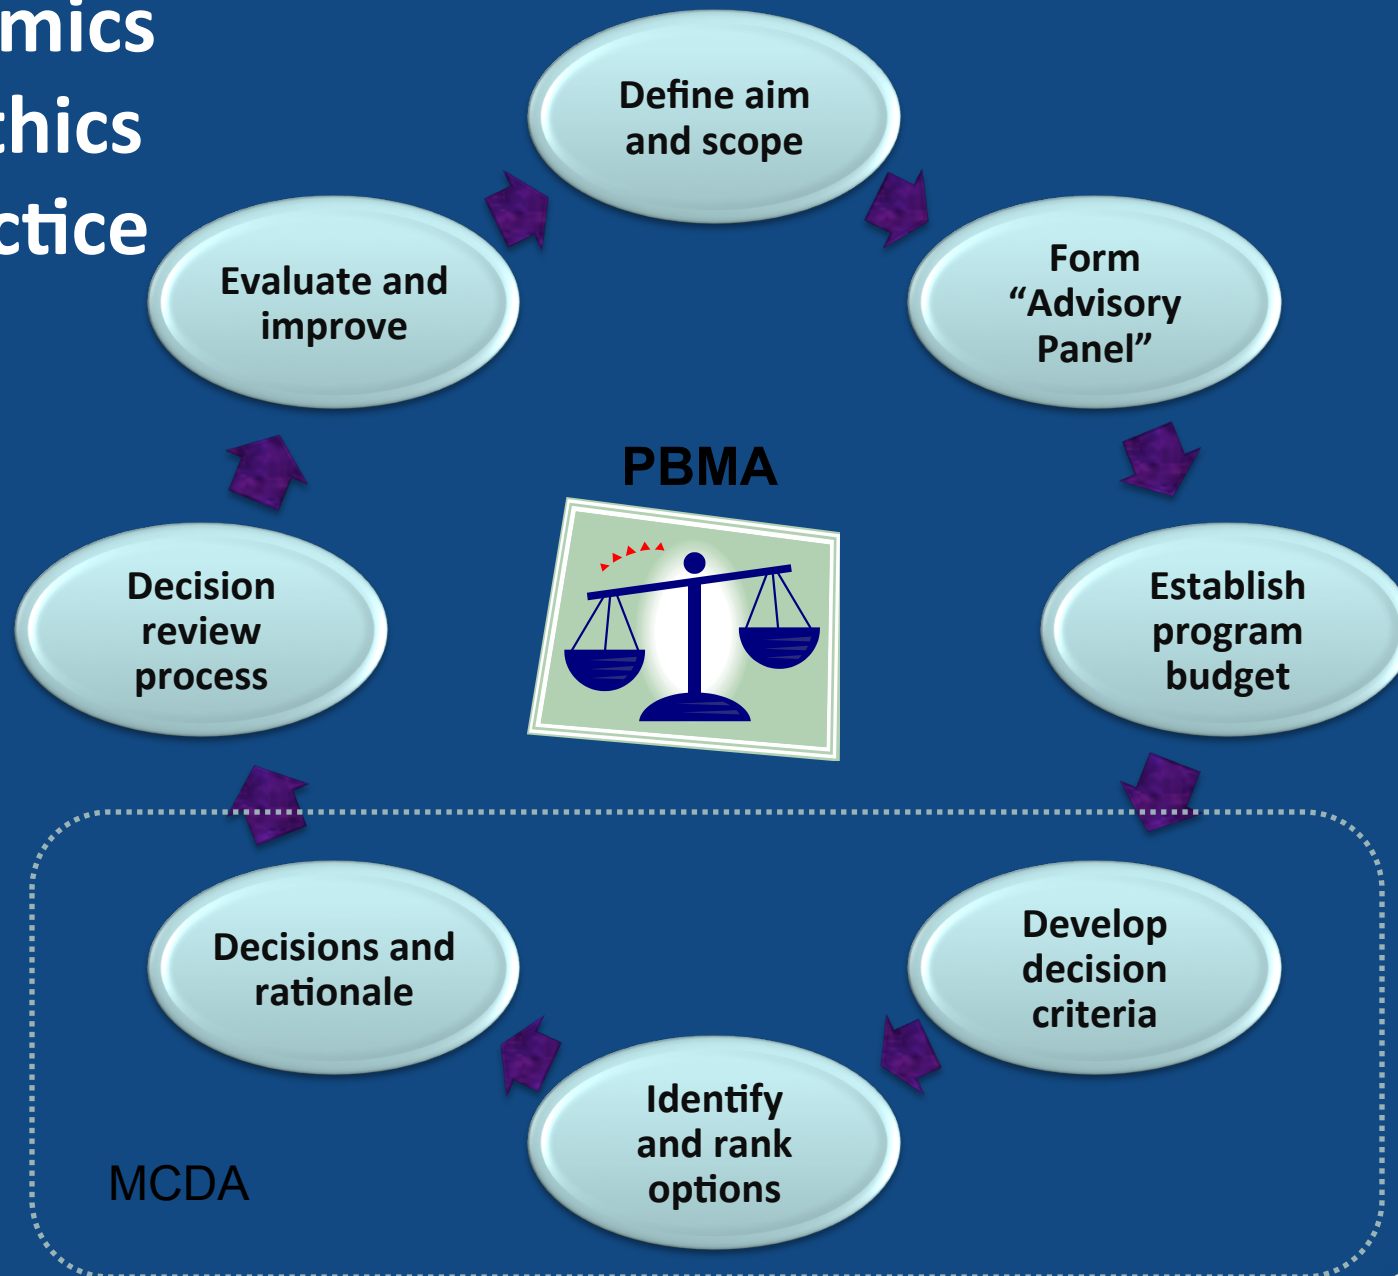 mics
thics
ctice
Define aim
and scope
Form
“Advisory
Panel”
Establish
program
budget
Develop
decision
criteria
Identify
and rank
options
Decisions and
rationale
Decision
review
process
Evaluate and
improve
PBMA
MCDA